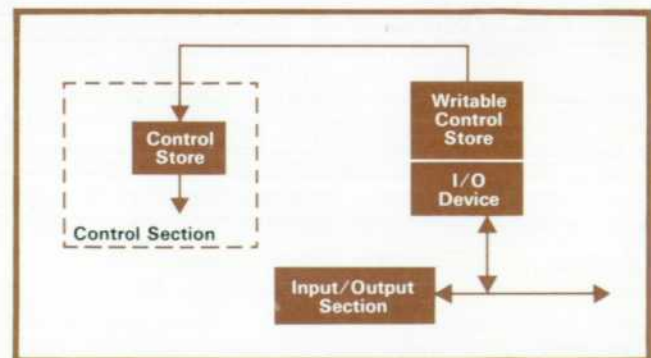 Writable
Control
Store
Control
Store
I/O
Device
Control Section
Input/Output
Section